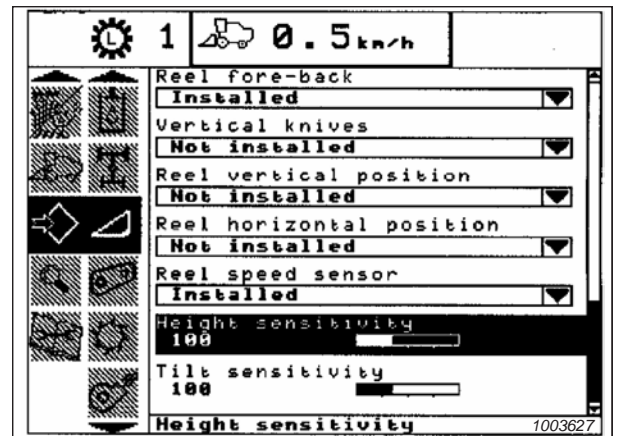 L 1 0.5km/h
Reel fore-back
Installed
Vertical knives
Not installed
Reel vertical position
Not installed
Reel horizontal position
Not installed
Reel speed sensor
Installed
Height sensitivity
100
Tilt sensitivity
100
Height sensitivity
1003627